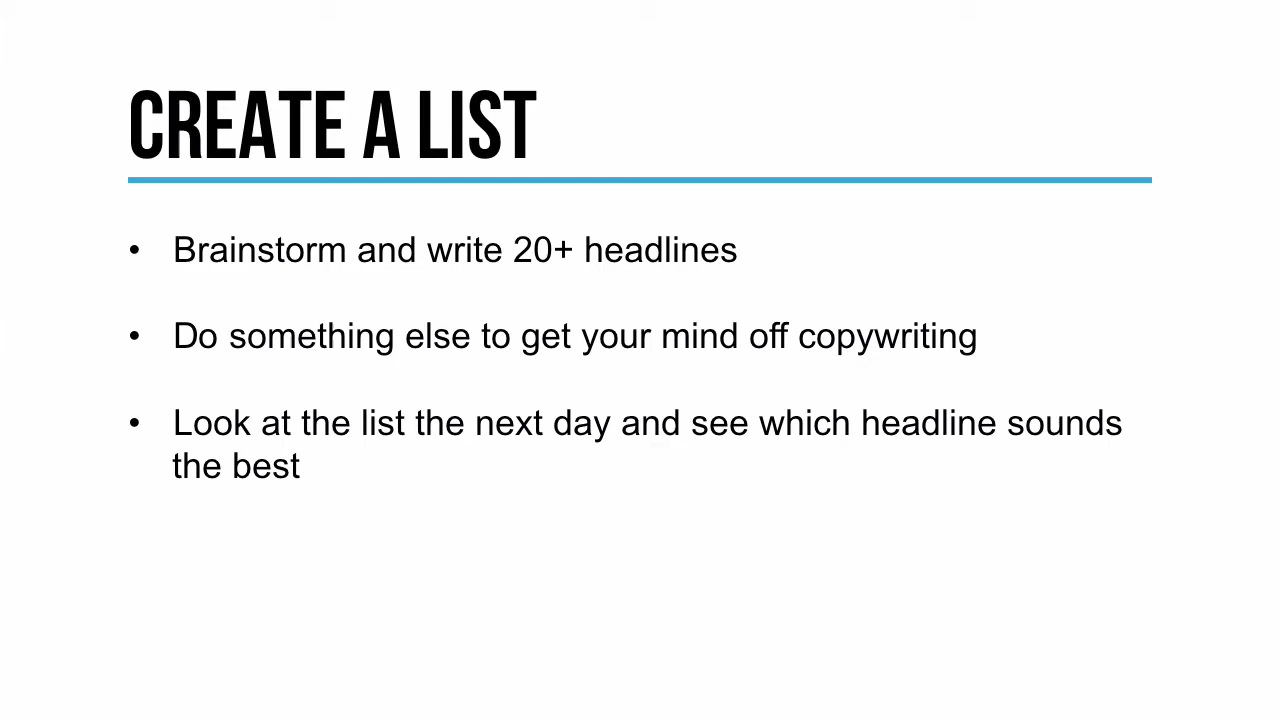 CREATE A LIST
• Brainstorm and write 20+ headlines
• Do something else to get your mind off copywriting
• Look at the list the next day and see which headline sounds
the best